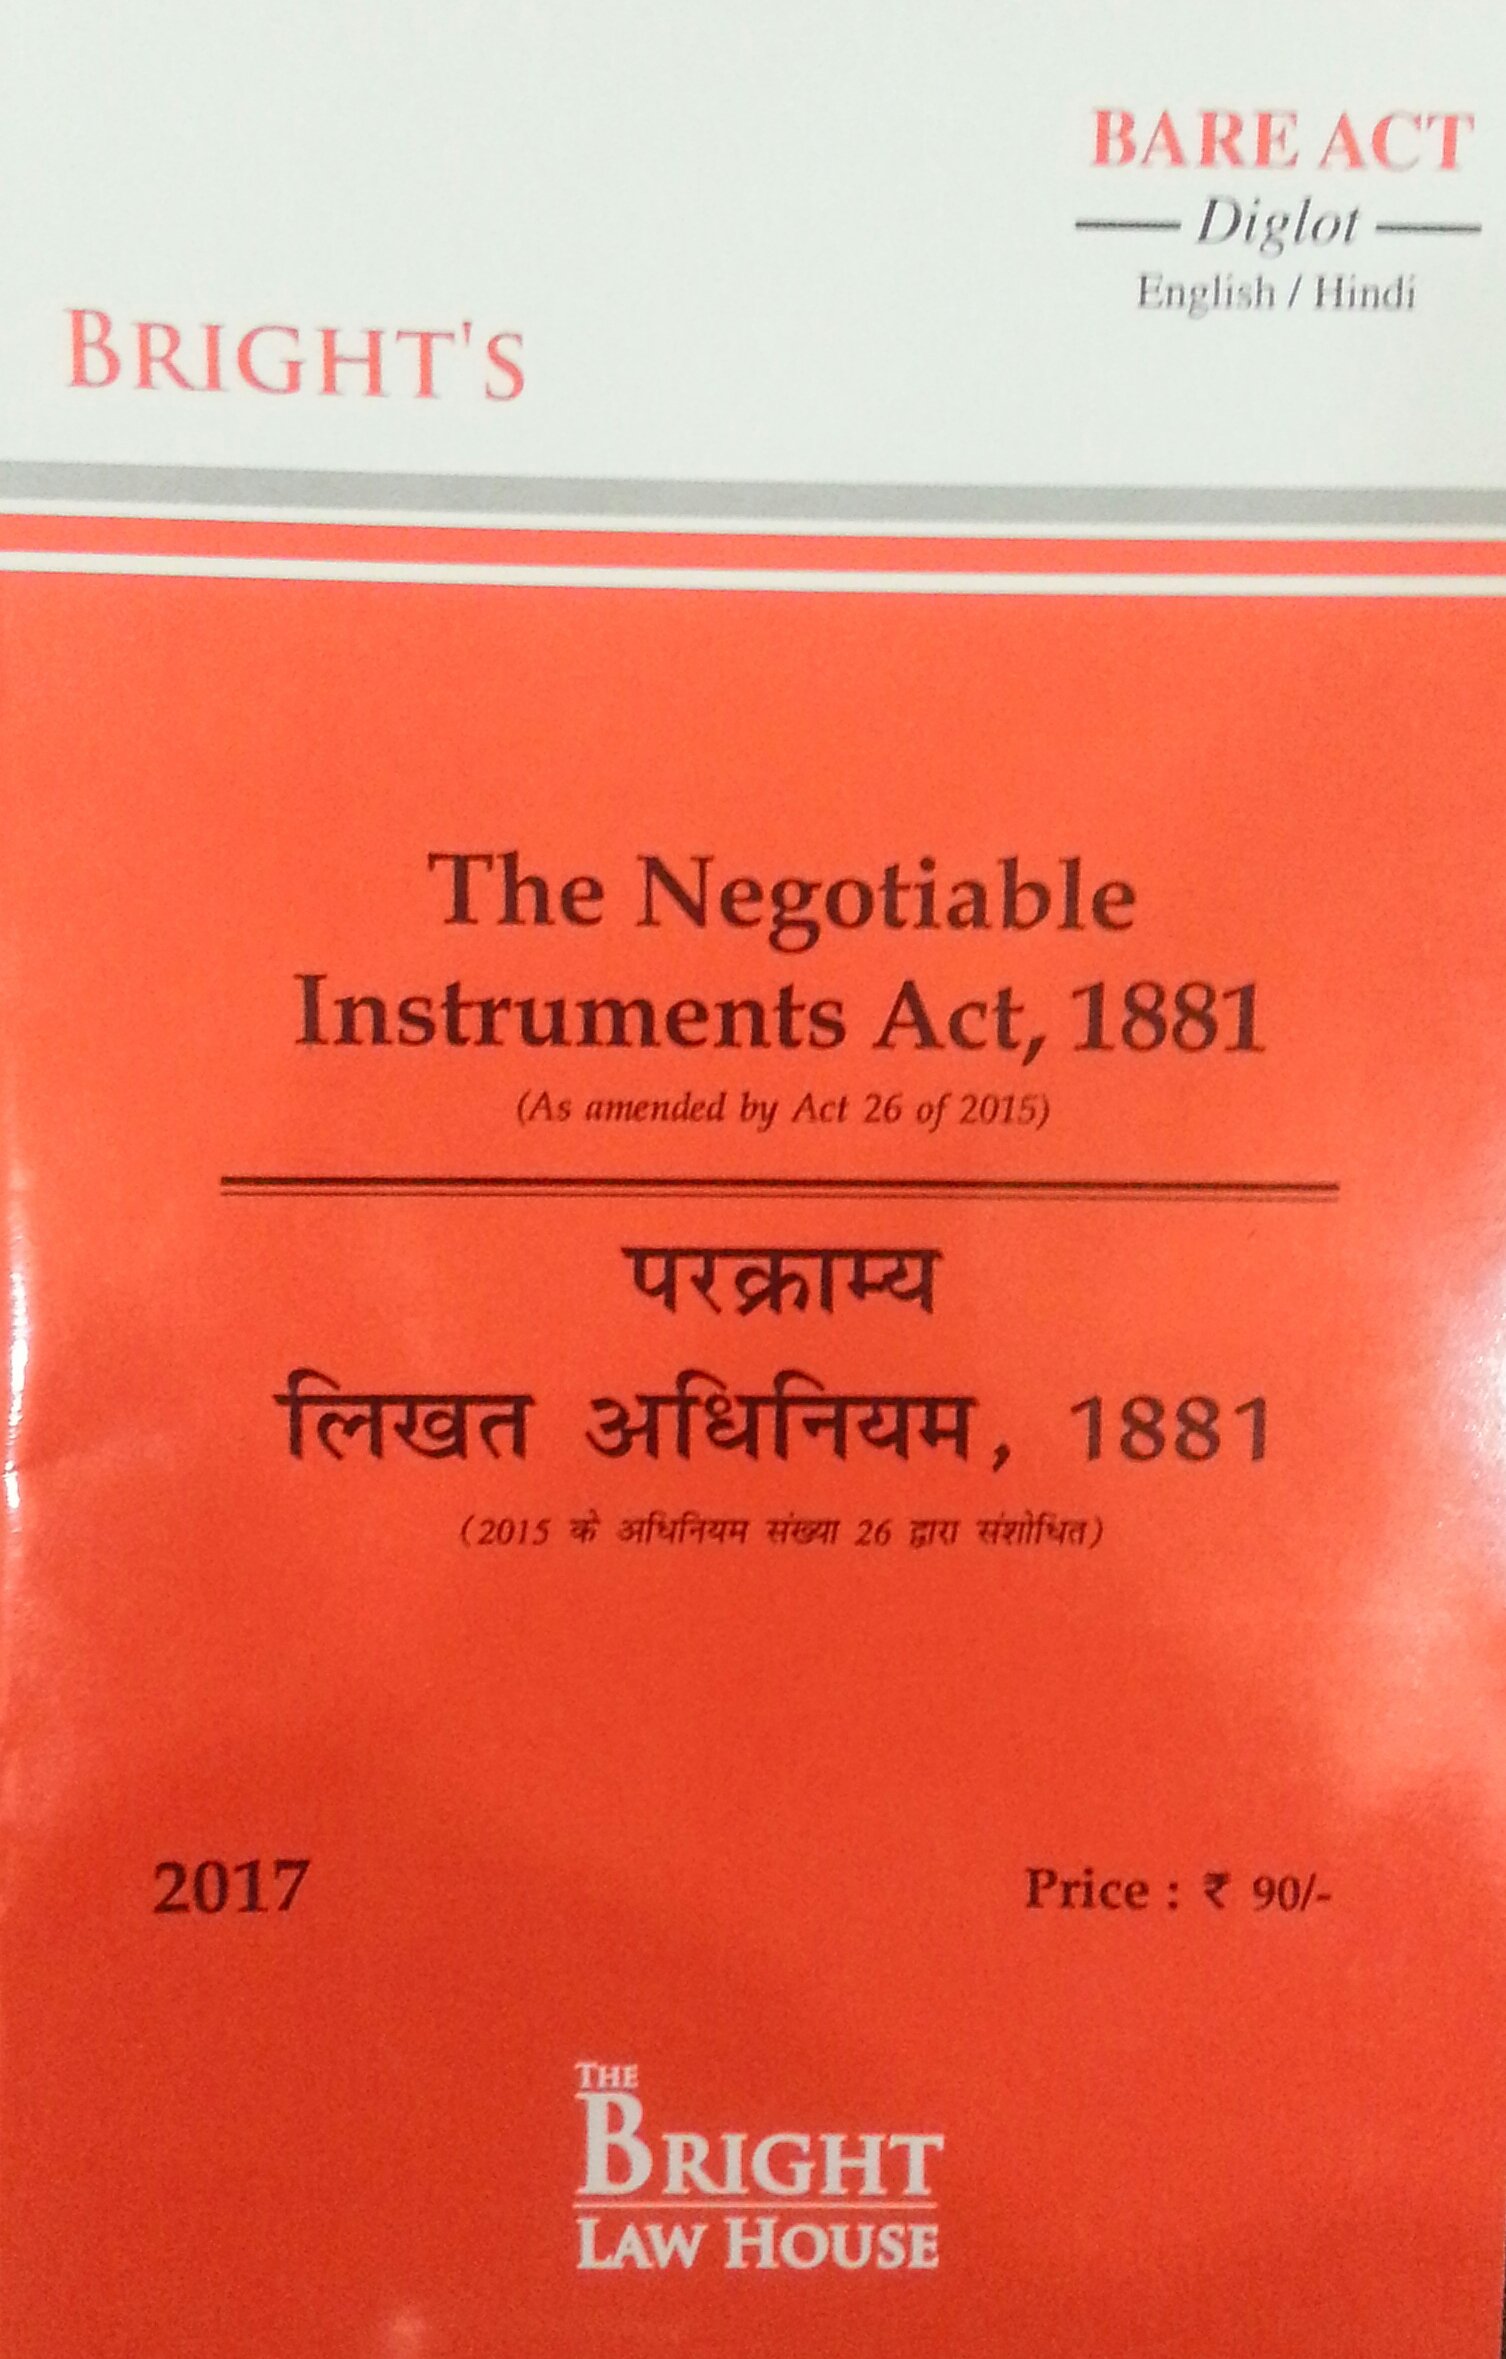 BARE ACT
Diglot
English / Hindi
BRIGHT'S
The Negotiable
Instruments Act, 1881
(As amended by Act 26 of 2015)
परक्राम्य
लिखत अधिनियम, 1881
(2015 के अधिनियम संख्या 26 द्वारा संशोधित)
2017 Price : ₹ 90/-
THE
BRIGHT
LAW HOUSE